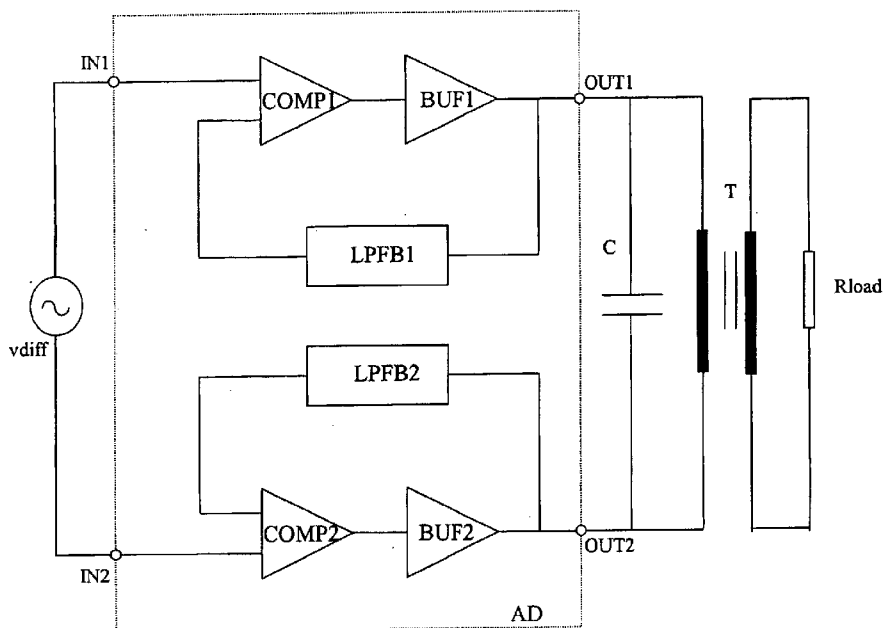 IN1
COMP1
BUF1
OUT1
LPFB1
T
C
Rload
vdiff
LPFB2
COMP2
BUF2
OUT2
IN2
AD